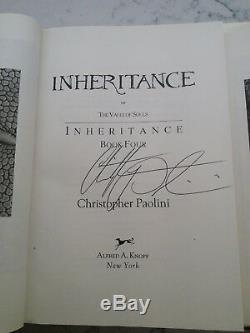 INHERITANCE
OR
THE VAULT OF SOULS
INHERITANCE
BOOK FOUR
Christopher Paolini
ALFRED A. KNOPF
New York